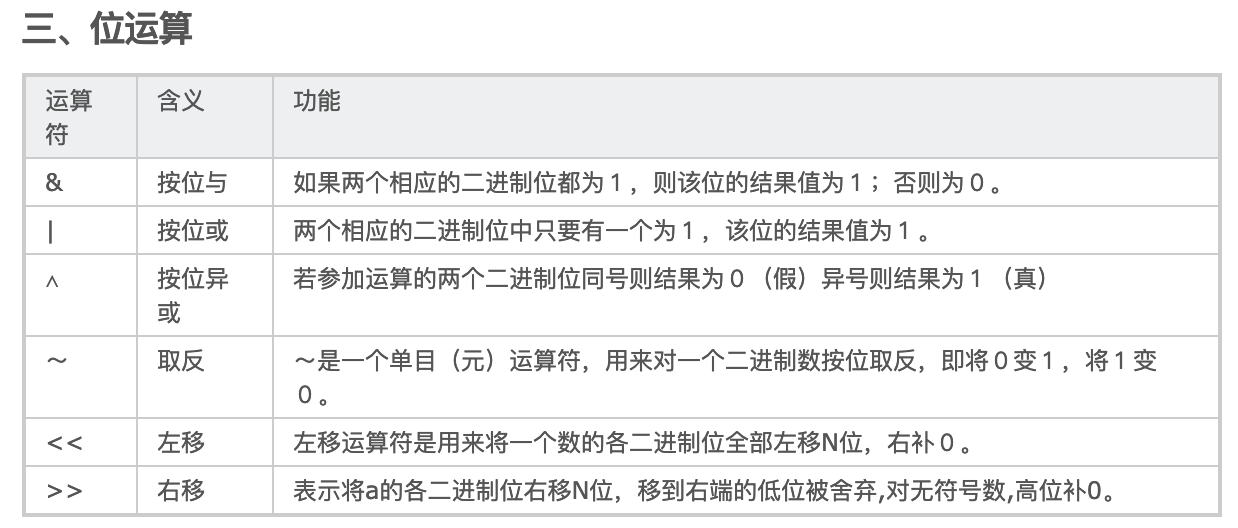 三、位运算
运算
符
含义
功能
&
按位与
如果两个相应的二进制位都为１，则该位的结果值为１；否则为０。
|
按位或
两个相应的二进制位中只要有一个为１，该位的结果值为１。
∧
按位异
或
若参加运算的两个二进制位同号则结果为０（假）异号则结果为１（真）
～
取反
～是一个单目（元）运算符，用来对一个二进制数按位取反，即将０变１，将１变
０。
<<
左移
左移运算符是用来将一个数的各二进制位全部左移N位，右补０。
>>
右移
表示将a的各二进制位右移N位，移到右端的低位被舍弃,对无符号数,高位补0。